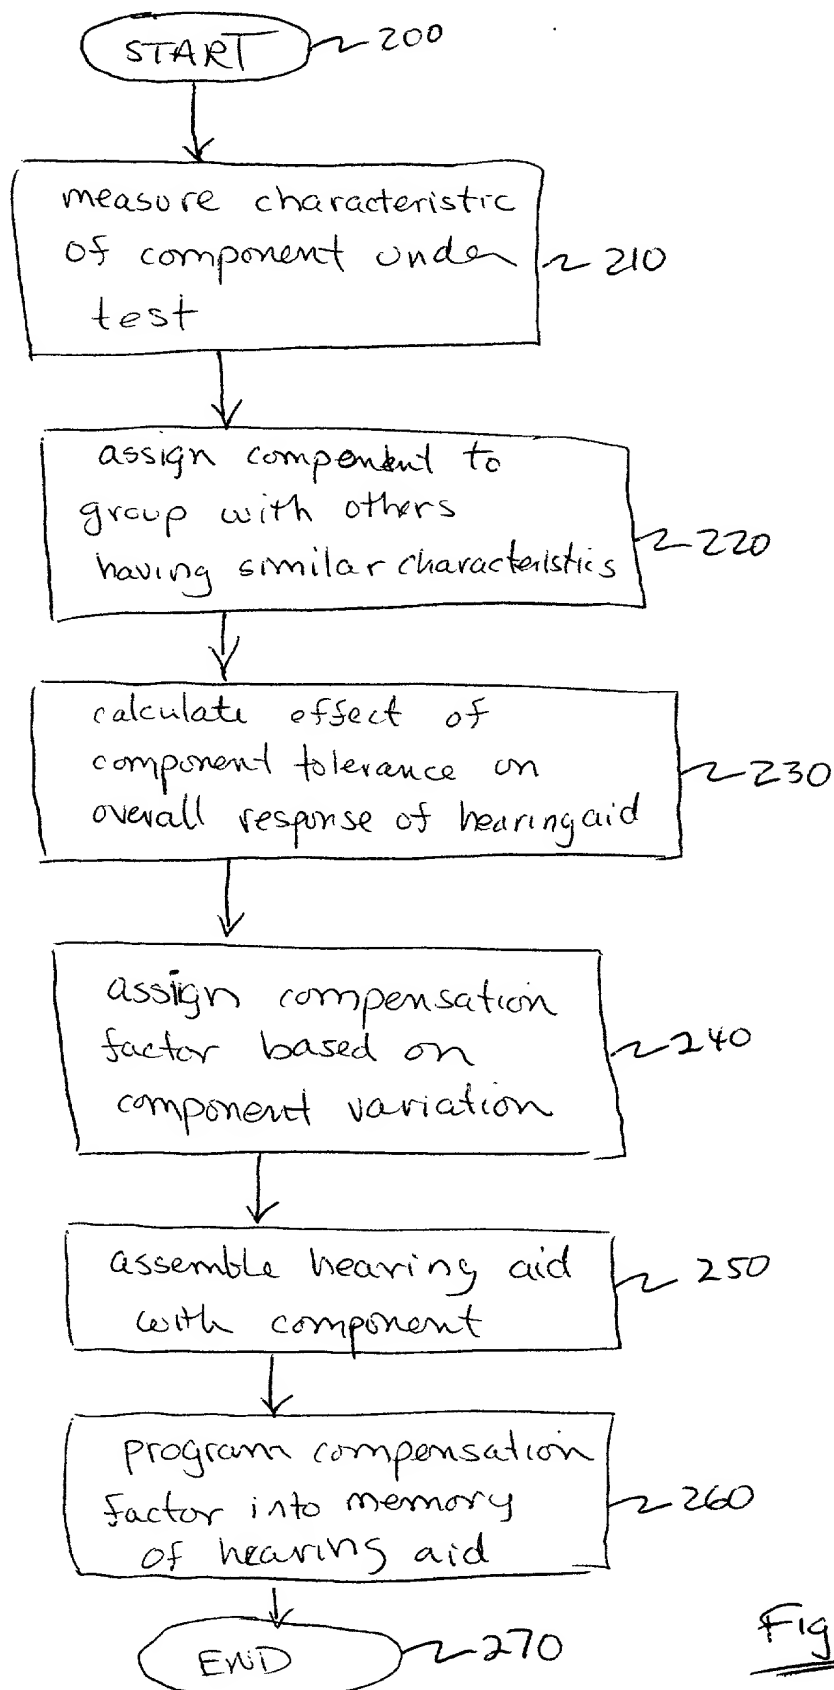 START 200
measure characteristic
of component under 210
test
assign component to
group with others
having similar characteristics 220
calculate effect of
component tolerance on 230
overall response of hearing aid
assign compensation
factor based on 240
component variation
assemble hearing aid 250
with component
program compensation
factor into memory 260
of hearing aid
END 270
Fig